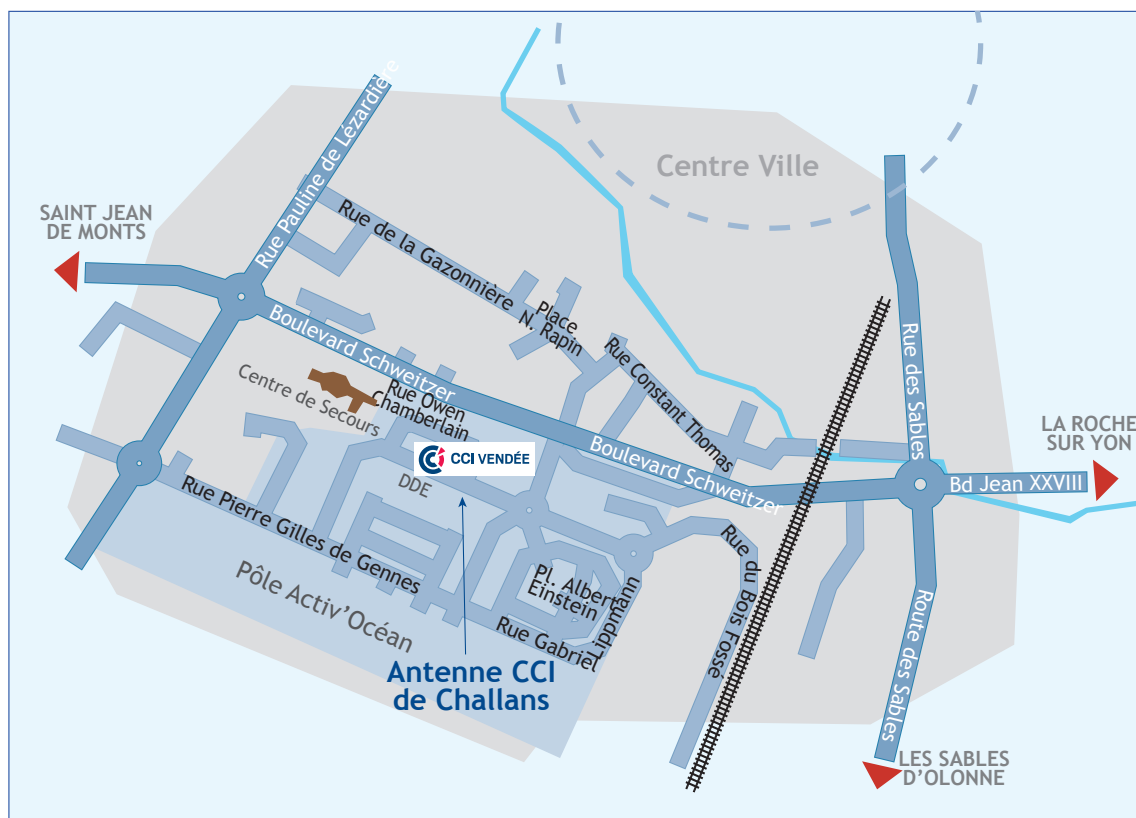 Centre Ville
SAINT JEAN
DE MONTS
Rue Pauline de Lézardière
Rue de la Gazonnière
Place
N. Rapin
Boulevard Schweitzer
Rue Constant Thomas
Rue des Sables
Centre de Secours
Rue Owen
Chamberlain
CCI VENDÉE
DDE
Boulevard Schweitzer
LA ROCHE
SUR YON
Bd Jean XXVIII
Rue Pierre Gilles de Gennes
Pôle Activ'Océan
Pl. Albert
Einstein
Rue Gabriel Lippmann
Rue du Bois Fossé
Route des Sables
Antenne CCI
de Challans
LES SABLES
D'OLONNE